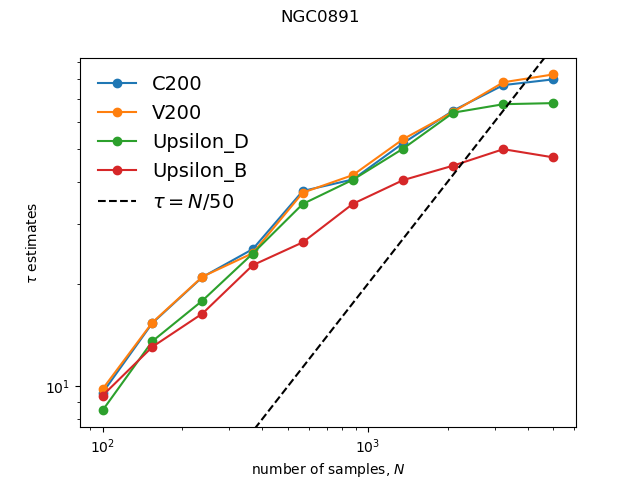 NGC0891
C200
V200
Upsilon_D
Upsilon_B
τ = N/50
τ estimates
10¹
10² 10³
number of samples, N